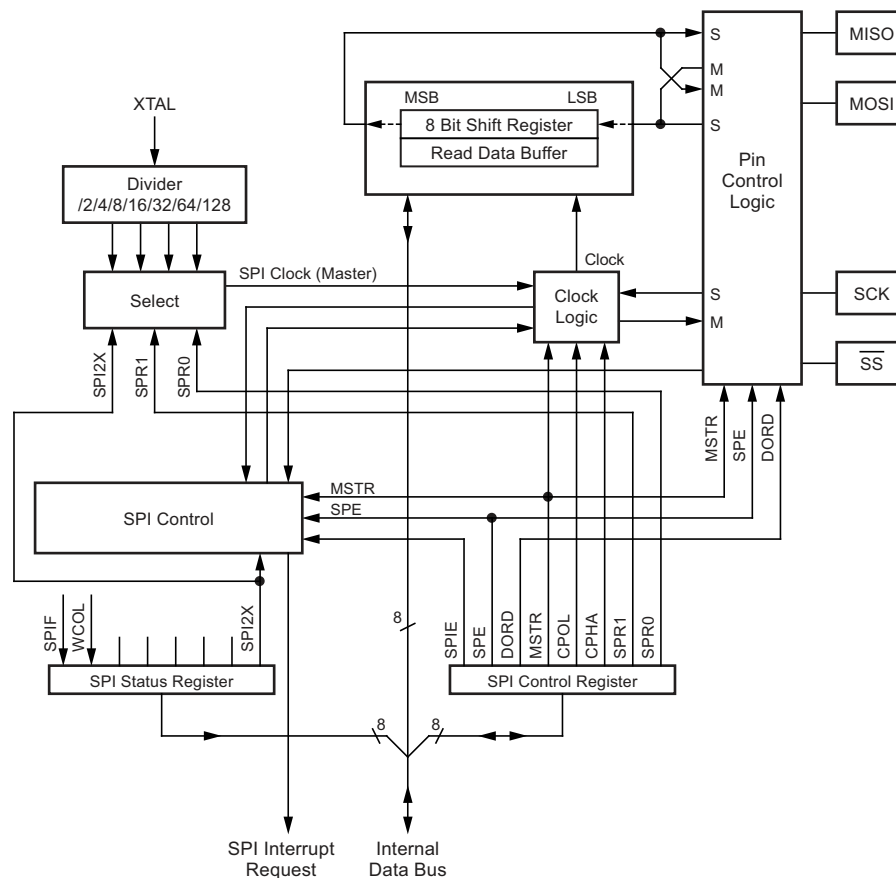 S
MISO
M
M
MOSI
MSB
LSB
XTAL
8 Bit Shift Register
S
Read Data Buffer
Pin
Control
Logic
Divider
/2/4/8/16/32/64/128
Clock
SPI Clock (Master)
Select
Clock
Logic
S
SCK
M
SS
SPI2X
SPR1
SPR0
MSTR
SPE
DORD
MSTR
SPI Control
SPE
SPIF
WCOL
SPI2X
8
SPIE
SPE
DORD
MSTR
CPOL
CPHA
SPR1
SPR0
SPI Status Register
SPI Control Register
8
8
SPI Interrupt
Request
Internal
Data Bus